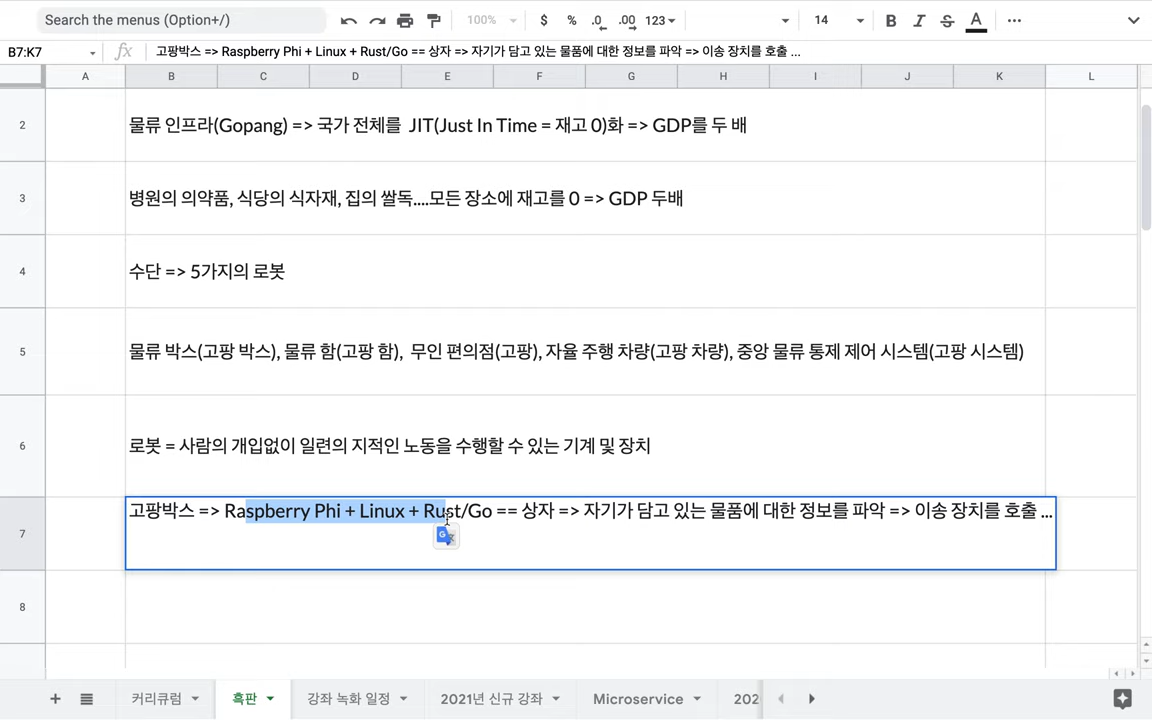 Search the menus (Option+/)
100%
$
%
.0
.00
123
14
B
I
S
A
B7:K7
fx
고팡박스 => Raspberry Phi + Linux + Rust/Go == 상자 => 자기가 담고 있는 물품에 대한 정보를 파악 => 이송 장치를 호출 ...
A B C D E F G H I J K L
2
물류 인프라(Gopang) => 국가 전체를  JIT(Just In Time = 재고 0)화 => GDP를 두 배
3
병원의 의약품, 식당의 식자재, 집의 쌀독....모든 장소에 재고를 0 => GDP 두배
4
수단 => 5가지의 로봇
5
물류 박스(고팡 박스), 물류 함(고팡 함),  무인 편의점(고팡), 자율 주행 차량(고팡 차량), 중앙 물류 통제 제어 시스템(고팡 시스템)
6
로봇 = 사람의 개입없이 일련의 지적인 노동을 수행할 수 있는 기계 및 장치
7
고팡박스 => Raspberry Phi + Linux + Rust/Go == 상자 => 자기가 담고 있는 물품에 대한 정보를 파악 => 이송 장치를 호출 ...
8
커리큐럼
흑판
강좌 녹화 일정
2021년 신규 강좌
Microservice
202